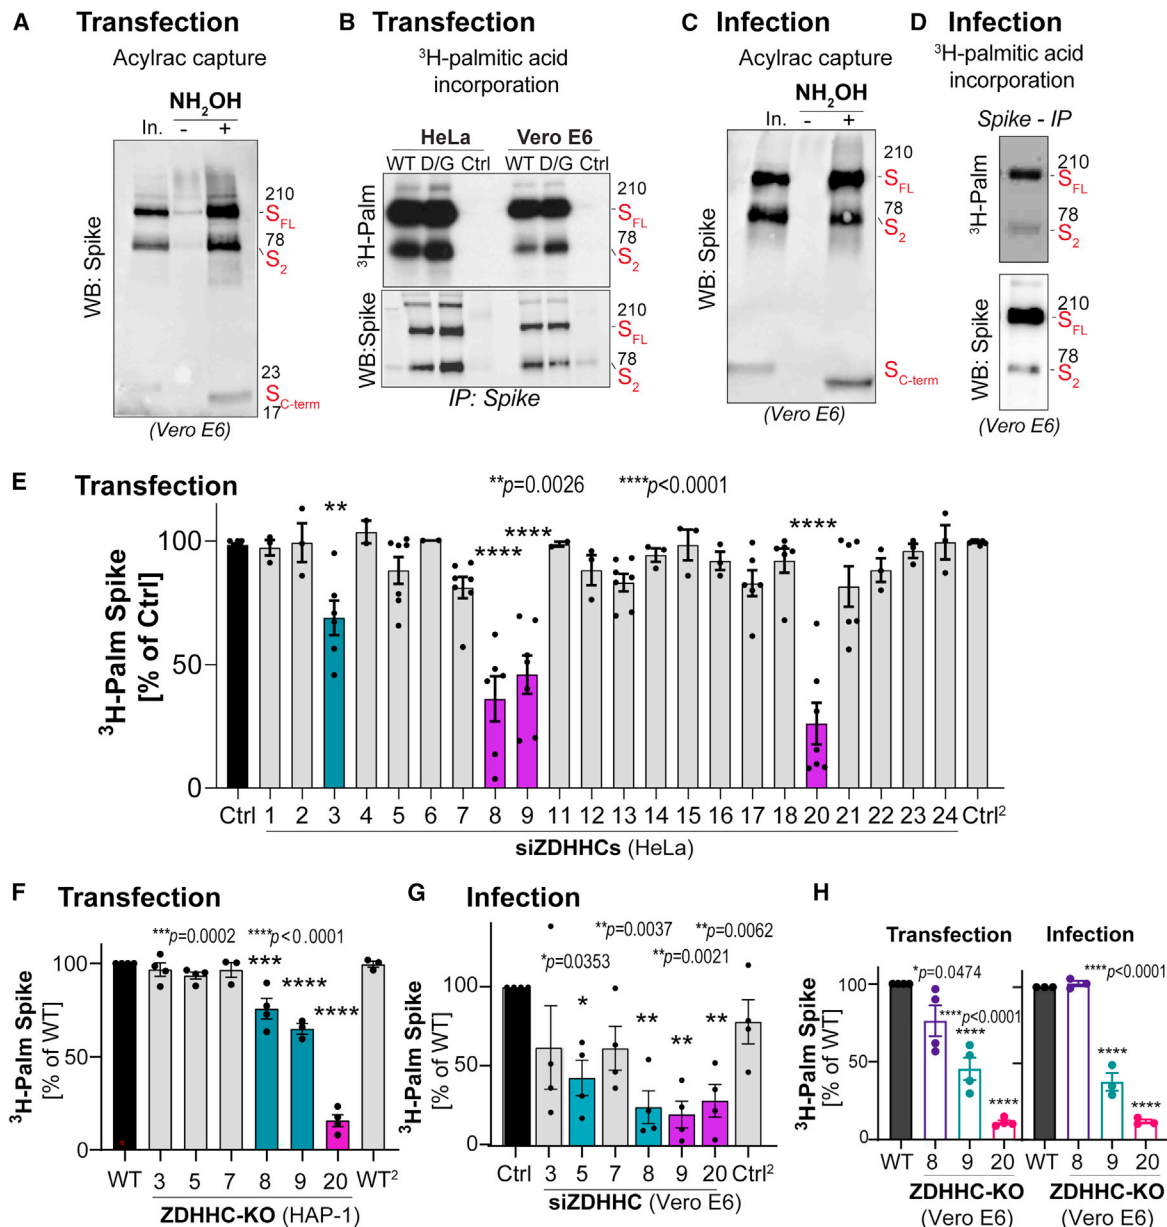 A Transfection
Acylrac capture
NH2OH
In. - +
210
SFL
78
S2
23
SC-term
17
WB: Spike
(Vero E6)
B Transfection
³H-palmitic acid
incorporation
HeLa Vero E6
WT D/G Ctrl WT D/G Ctrl
³H-Palm
210
SFL
78
S2
WB:Spike
210
SFL
78
S2
IP: Spike
C Infection
Acylrac capture
NH2OH
In. - +
210
SFL
78
S2
SC-term
WB: Spike
(Vero E6)
D Infection
³H-palmitic acid
incorporation
Spike - IP
³H-Palm
210
SFL
78
S2
WB: Spike
210
SFL
78
S2
(Vero E6)
E Transfection
**p=0.0026 ****p<0.0001
** **** **** ****
³H-Palm Spike
[% of Ctrl]
100
50
0
Ctrl 1 2 3 4 5 6 7 8 9 11 12 13 14 15 16 17 18 20 21 22 23 24 Ctrl²
siZDHHCs (HeLa)
F Transfection
***p=0.0002 ****p<0.0001
*** **** ****
³H-Palm Spike
[% of WT]
100
50
0
WT 3 5 7 8 9 20 WT²
ZDHHC-KO (HAP-1)
G Infection
**p=0.0037 **p=0.0062
*p=0.0353 **p=0.0021
* ** ** **
³H-Palm Spike
[% of WT]
100
50
0
Ctrl 3 5 7 8 9 20 Ctrl²
siZDHHC (Vero E6)
H
Transfection Infection
*p=0.0474 ****p<0.0001
****p<0.0001
**** **** **** ****
³H-Palm Spike
[% of WT]
100
50
0
WT 8 9 20 WT 8 9 20
ZDHHC-KO ZDHHC-KO
(Vero E6) (Vero E6)